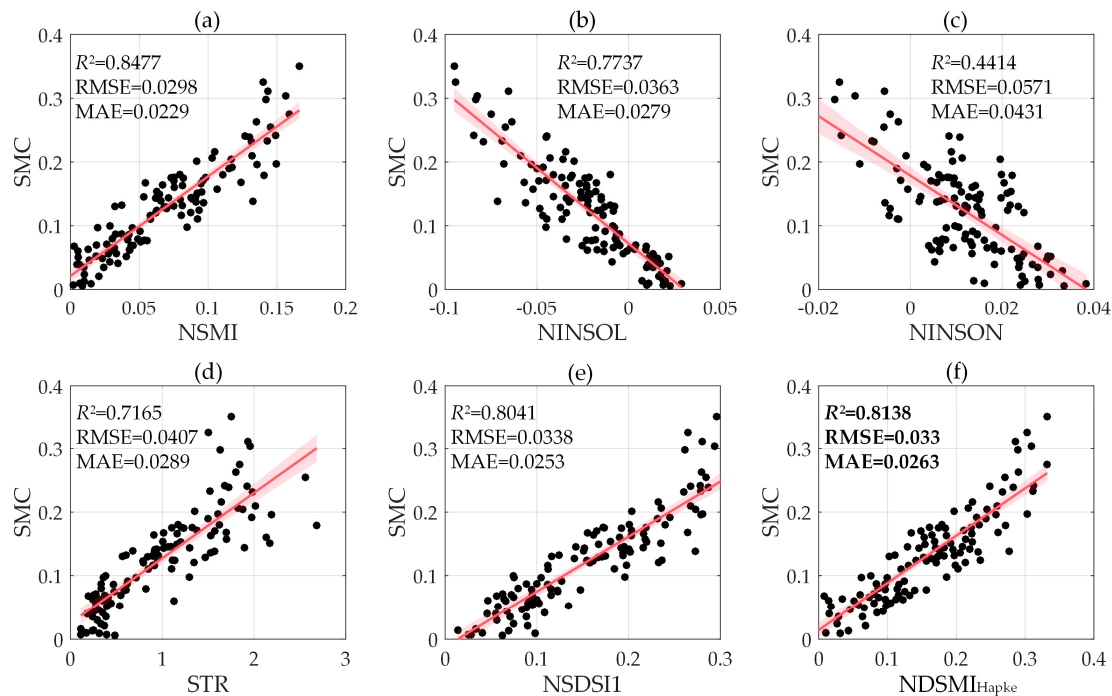 (a)
R²=0.8477
RMSE=0.0298
MAE=0.0229
0.4
0.3
0.2
0.1
0
SMC
0 0.05 0.1 0.15 0.2
NSMI
(b)
R²=0.7737
RMSE=0.0363
MAE=0.0279
0.4
0.3
0.2
0.1
0
SMC
-0.1 -0.05 0 0.05
NINSOL
(c)
R²=0.4414
RMSE=0.0571
MAE=0.0431
0.4
0.3
0.2
0.1
0
SMC
-0.02 0 0.02 0.04
NINSON
(d)
R²=0.7165
RMSE=0.0407
MAE=0.0289
0.4
0.3
0.2
0.1
0
SMC
0 1 2 3
STR
(e)
R²=0.8041
RMSE=0.0338
MAE=0.0253
0.4
0.3
0.2
0.1
0
SMC
0 0.1 0.2 0.3
NSDSI1
(f)
R²=0.8138
RMSE=0.033
MAE=0.0263
0.4
0.3
0.2
0.1
0
SMC
0 0.1 0.2 0.3 0.4
NDSMIHapke